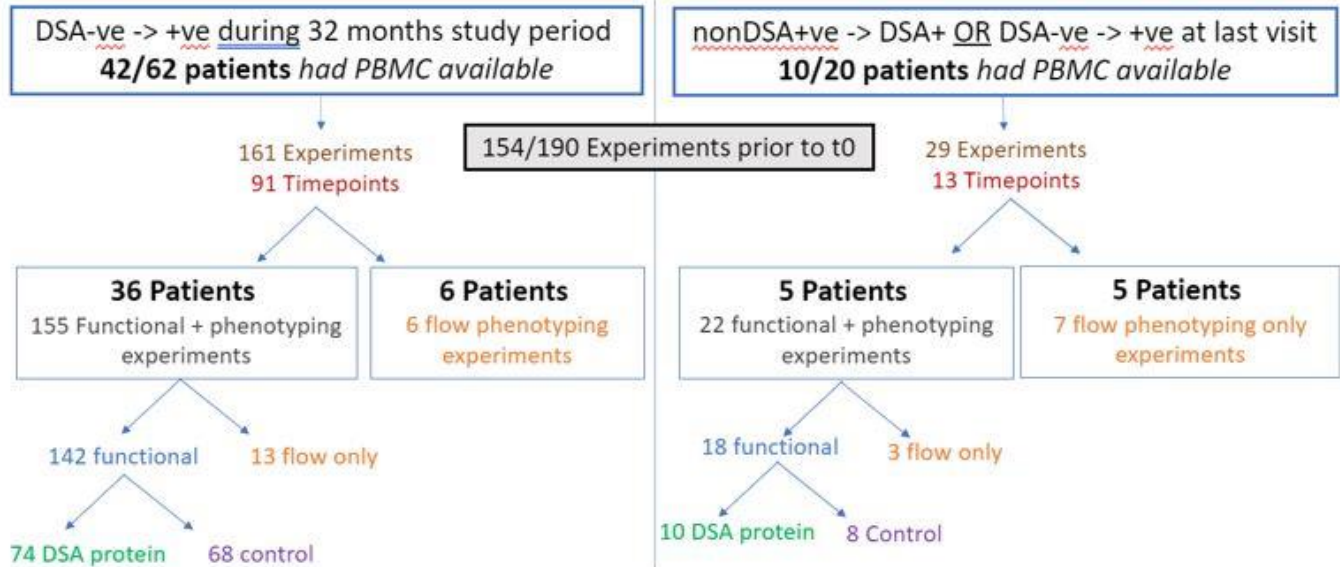 DSA-ve -> +ve during 32 months study period
42/62 patients had PBMC available
nonDSA+ve -> DSA+ OR DSA-ve -> +ve at last visit
10/20 patients had PBMC available
154/190 Experiments prior to t0
161 Experiments
91 Timepoints
29 Experiments
13 Timepoints
36 Patients
155 Functional + phenotyping
experiments
6 Patients
6 flow phenotyping
experiments
5 Patients
22 functional + phenotyping
experiments
5 Patients
7 flow phenotyping only
experiments
142 functional
13 flow only
18 functional
3 flow only
74 DSA protein
68 control
10 DSA protein
8 Control